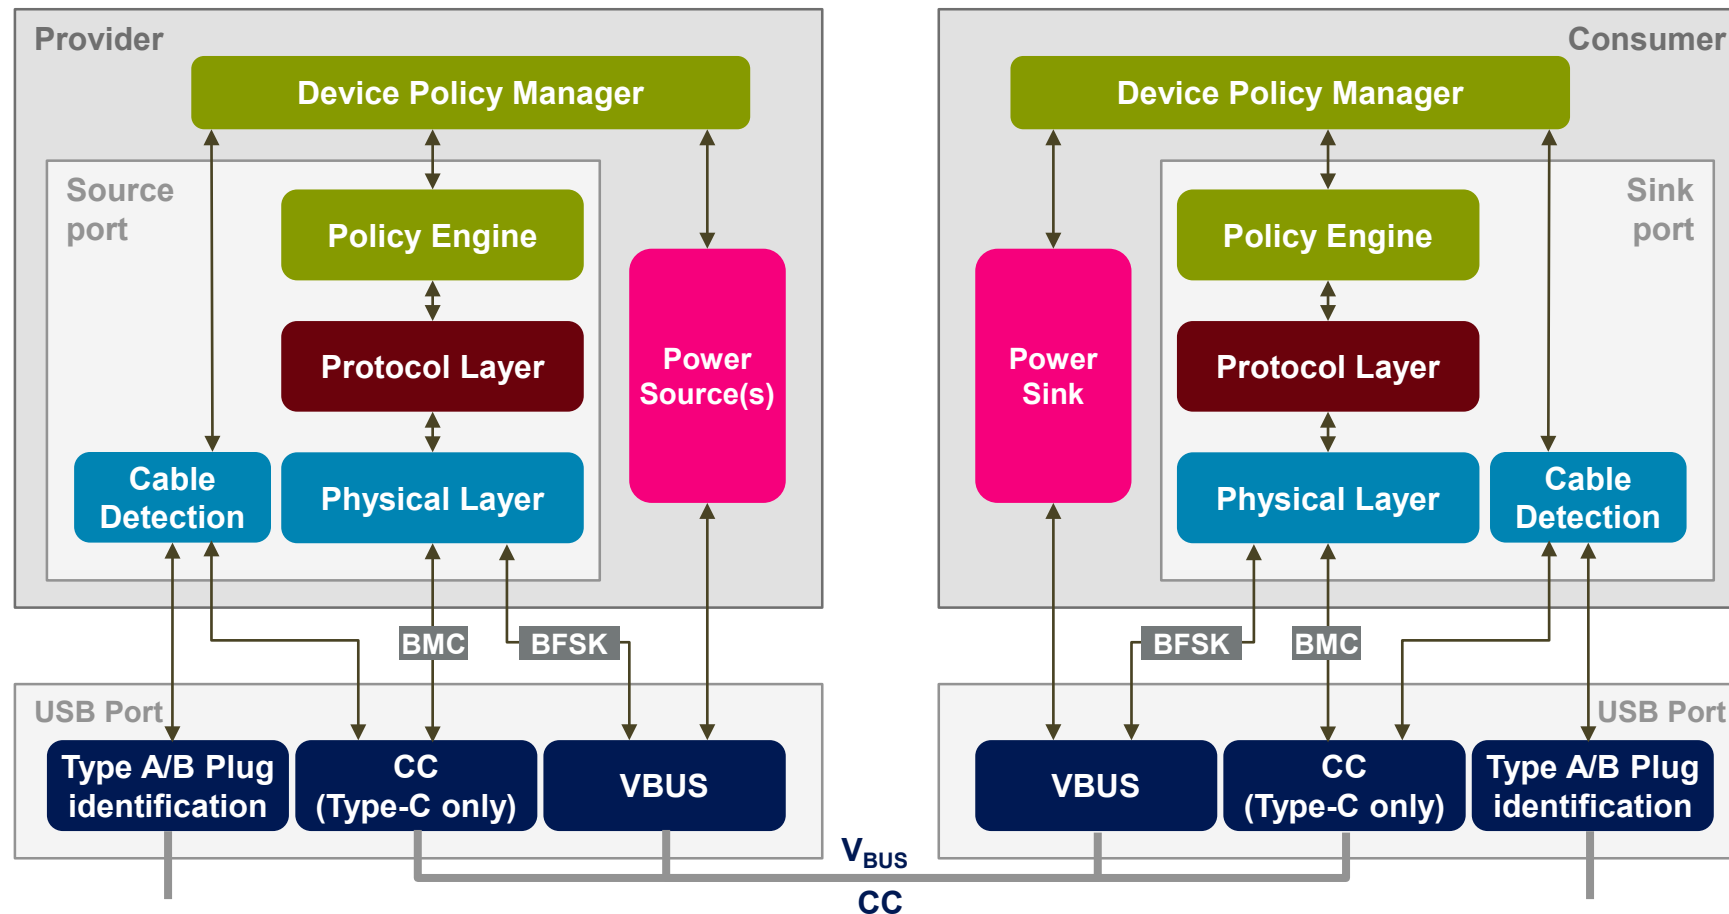 Provider
Device Policy Manager
Source
port
Policy Engine
Protocol Layer
Power
Source(s)
Cable
Detection
Physical Layer
BMC
BFSK
USB Port
Type A/B Plug
identification
CC
(Type-C only)
VBUS
Consumer
Device Policy Manager
Sink
port
Policy Engine
Power
Sink
Protocol Layer
Physical Layer
Cable
Detection
BFSK
BMC
USB Port
VBUS
CC
(Type-C only)
Type A/B Plug
identification
VBUS
CC